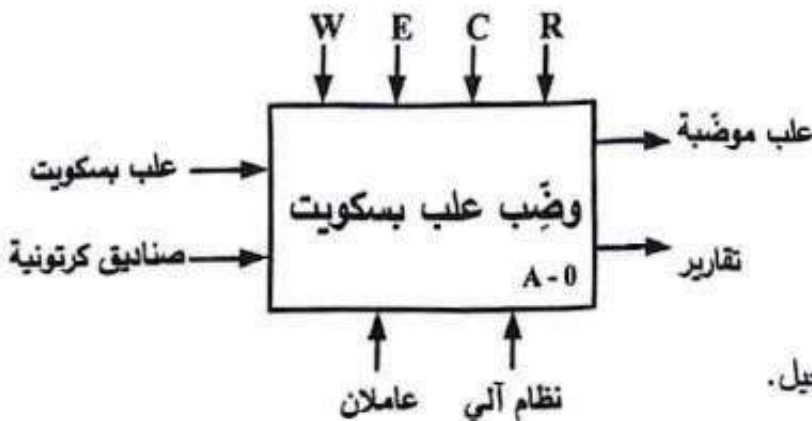 W E C R
علب بسكويت
علب موضّبة
وضِّب علب بسكويت
صناديق كرتونية
تقارير
A - 0
عاملان
نظام آلي